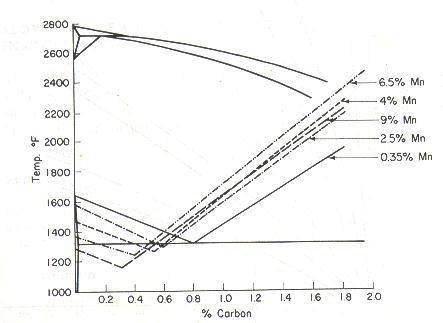 2800
2600
2400
2200
2000
1800
1600
1400
1200
1000
Temp. °F
0.2
0.4
0.6
0.8
1.0
1.2
1.4
1.6
1.8
2.0
% Carbon
6.5% Mn
4% Mn
9% Mn
2.5% Mn
0.35% Mn